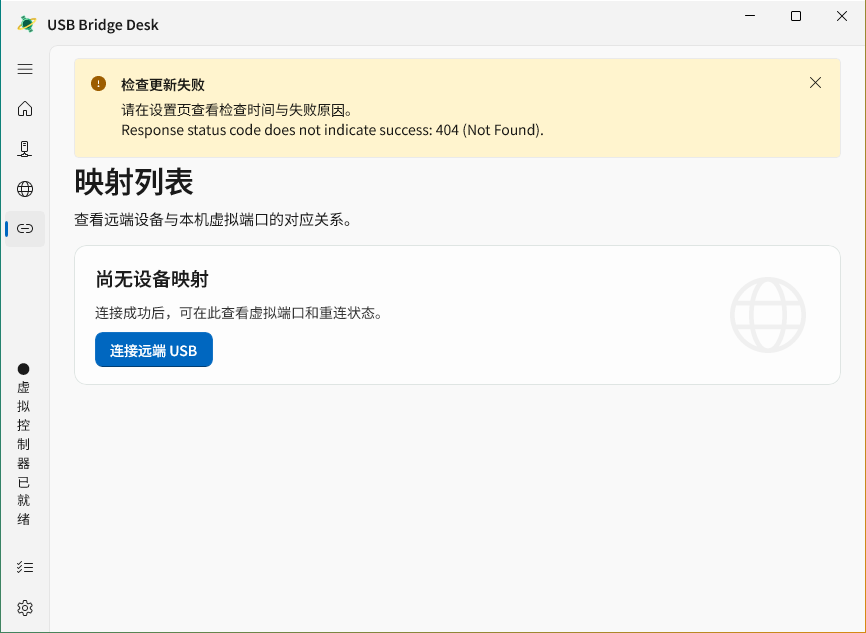 USB Bridge Desk
检查更新失败
请在设置页查看检查时间与失败原因。
Response status code does not indicate success: 404 (Not Found).
映射列表
查看远端设备与本机虚拟端口的对应关系。
尚无设备映射
连接成功后，可在此查看虚拟端口和重连状态。
连接远端 USB
虚
拟
控
制
器
已
就
绪